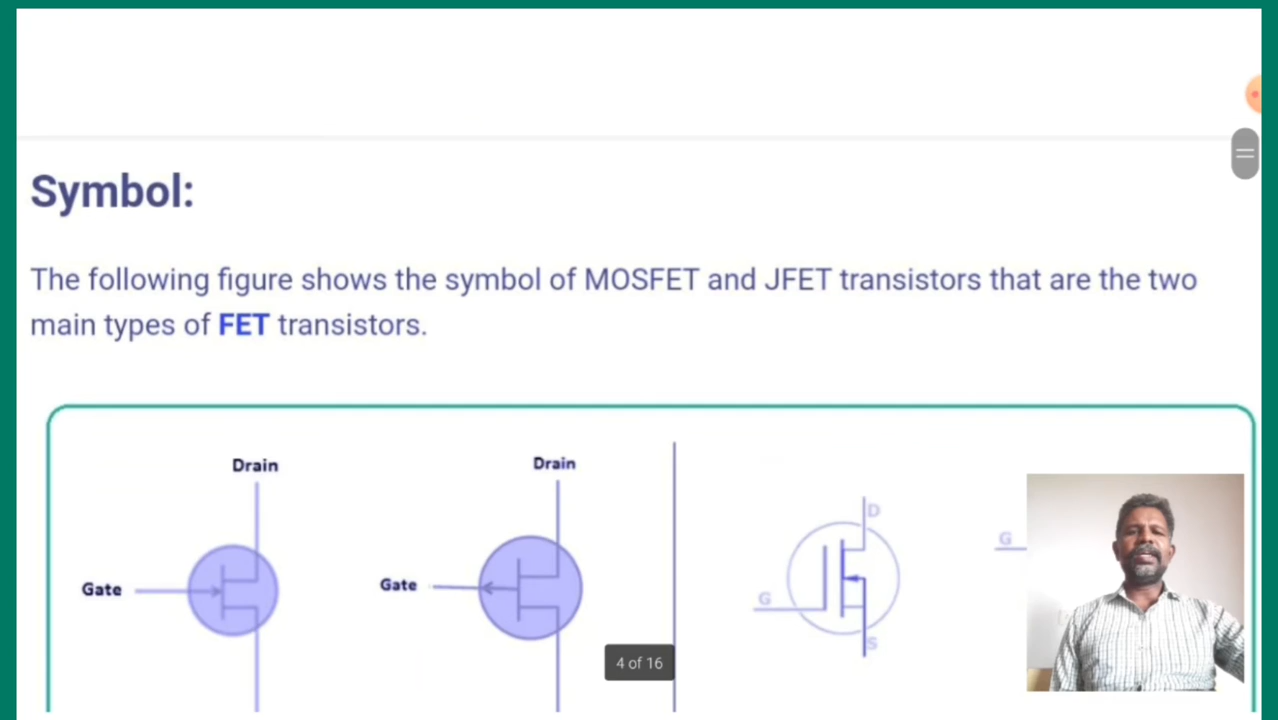 Symbol:
The following figure shows the symbol of MOSFET and JFET transistors that are the two
main types of FET transistors.
Drain
Drain
D
G
Gate
Gate
G
S
4 of 16